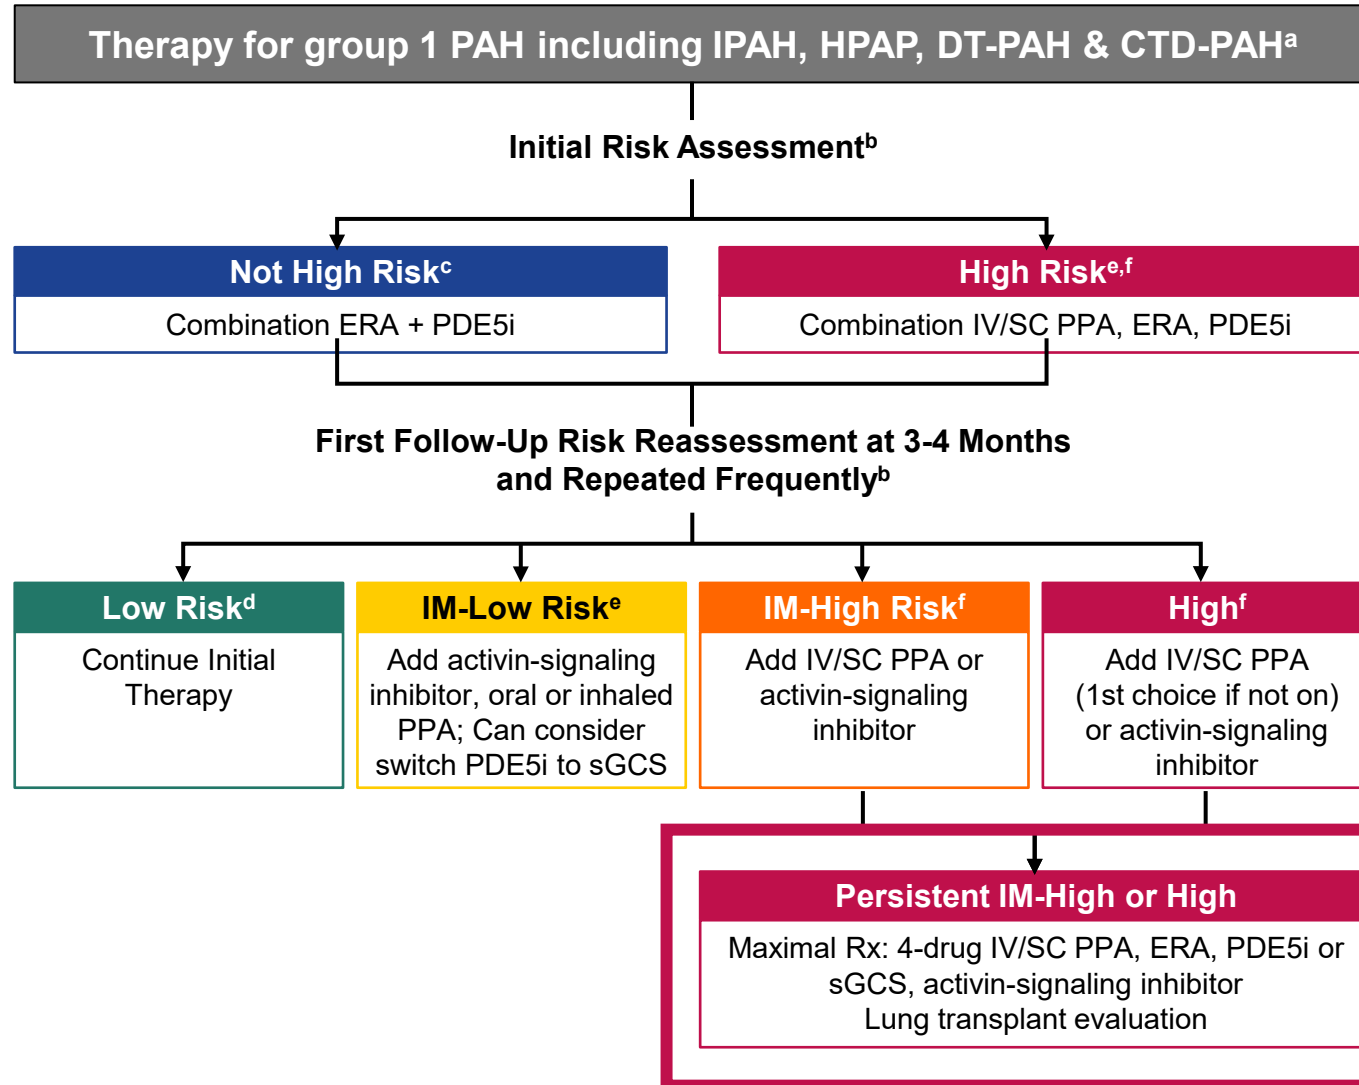 Therapy for group 1 PAH including IPAH, HPAP, DT-PAH & CTD-PAHᵃ
Initial Risk Assessmentᵇ
Not High Riskᶜ
Combination ERA + PDE5i
High Riskᵉ,ᶠ
Combination IV/SC PPA, ERA, PDE5i
First Follow-Up Risk Reassessment at 3-4 Months
and Repeated Frequentlyᵇ
Low Riskᵈ
Continue Initial
Therapy
IM-Low Riskᵉ
Add activin-signaling
inhibitor, oral or inhaled
PPA; Can consider
switch PDE5i to sGCS
IM-High Riskᶠ
Add IV/SC PPA or
activin-signaling
inhibitor
Highᶠ
Add IV/SC PPA
(1st choice if not on)
or activin-signaling
inhibitor
Persistent IM-High or High
Maximal Rx: 4-drug IV/SC PPA, ERA, PDE5i or
sGCS, activin-signaling inhibitor
Lung transplant evaluation